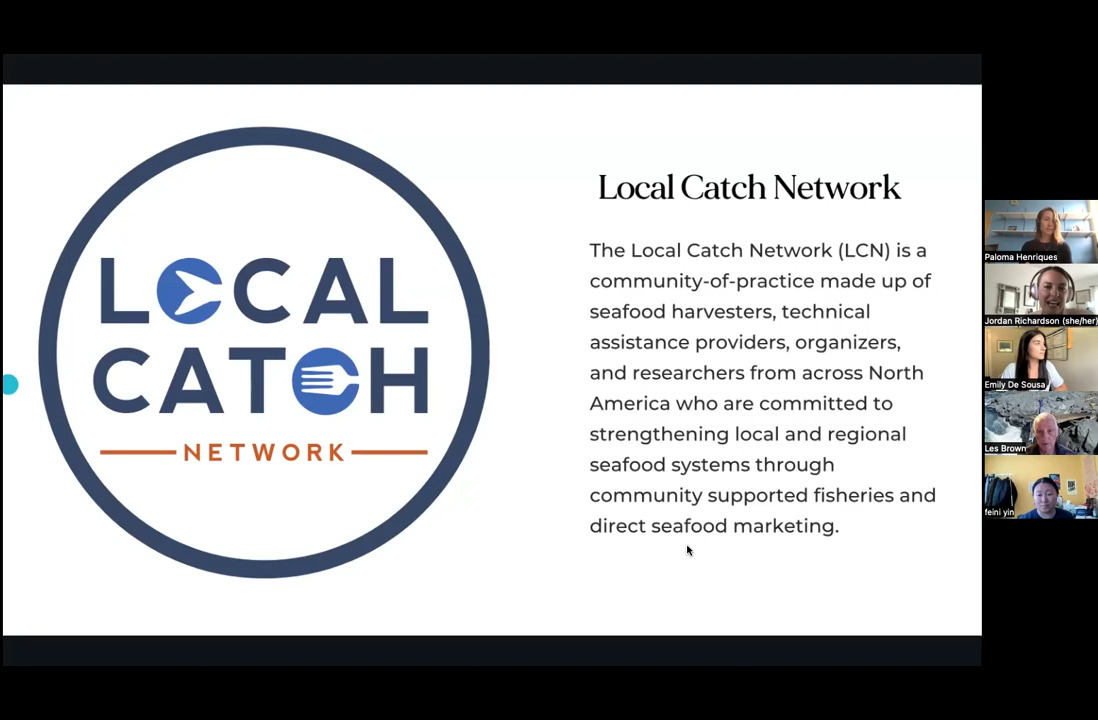 LOCAL
CATCH
NETWORK
Local Catch Network
The Local Catch Network (LCN) is a
community-of-practice made up of
seafood harvesters, technical
assistance providers, organizers,
and researchers from across North
America who are committed to
strengthening local and regional
seafood systems through
community supported fisheries and
direct seafood marketing.
Paloma Henriques
Jordan Richardson (she/her)
Emily De Sousa
Les Brown
feini yin